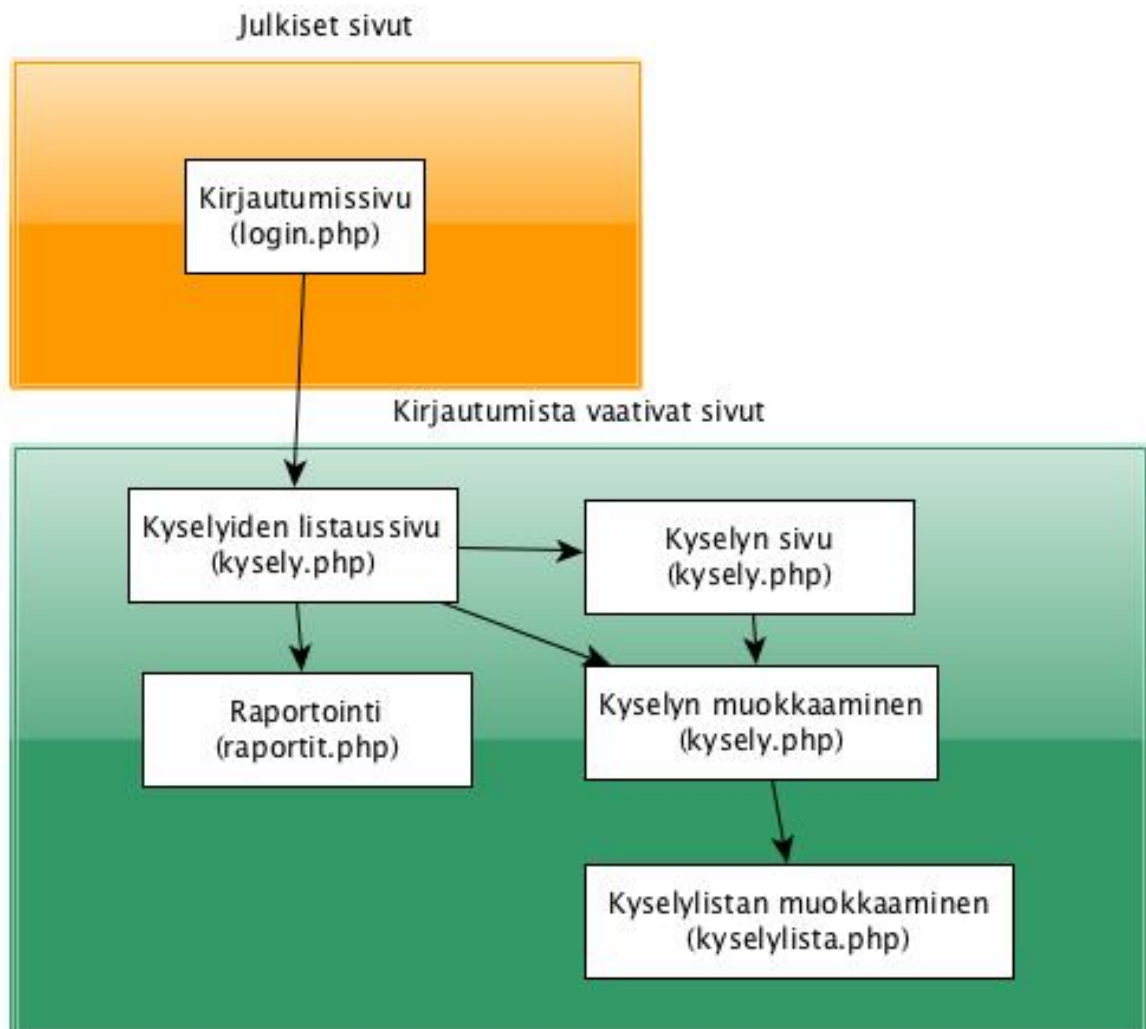 Julkiset sivut
Kirjautumissivu
(login.php)
Kirjautumista vaativat sivut
Kyselyiden listaussivu
(kysely.php)
Kyselyn sivu
(kysely.php)
Raportointi
(raportit.php)
Kyselyn muokkaaminen
(kysely.php)
Kyselylistan muokkaaminen
(kyselylista.php)